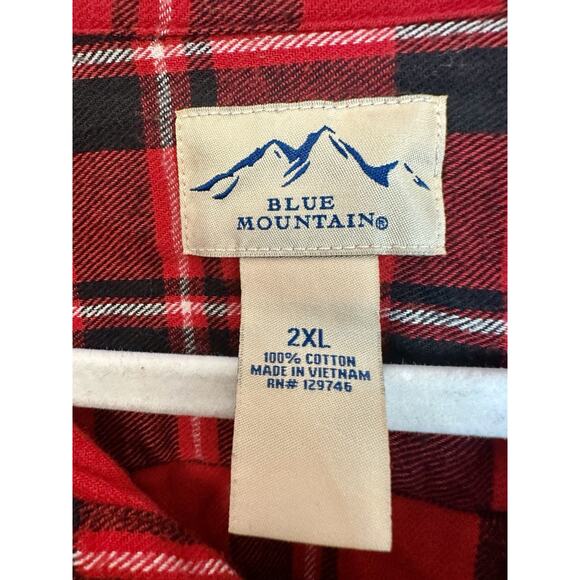 BLUE
MOUNTAIN®
2XL
100% COTTON
MADE IN VIETNAM
RN# 129746